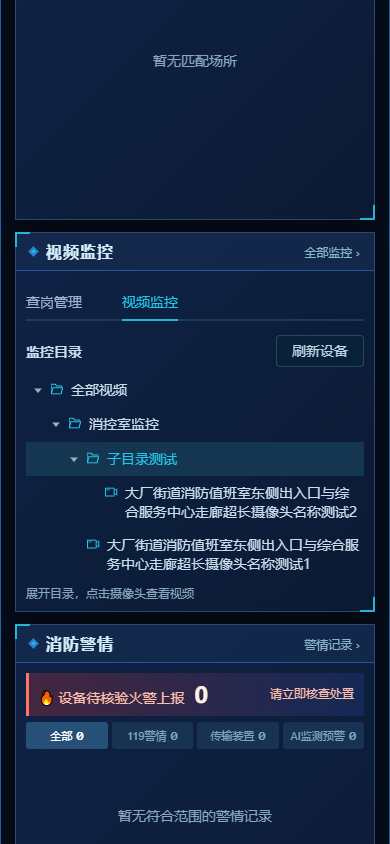 暂无匹配场所
视频监控 全部监控 ›
查岗管理 视频监控
监控目录 刷新设备
全部视频
消控室监控
子目录测试
大厂街道消防值班室东侧出入口与综
合服务中心走廊超长摄像头名称测试2
大厂街道消防值班室东侧出入口与综合服
务中心走廊超长摄像头名称测试1
展开目录，点击摄像头查看视频
消防警情 警情记录 ›
设备待核验火警上报 0 请立即核查处置
全部 0 119警情 0 传输装置 0 AI监测预警 0
暂无符合范围的警情记录